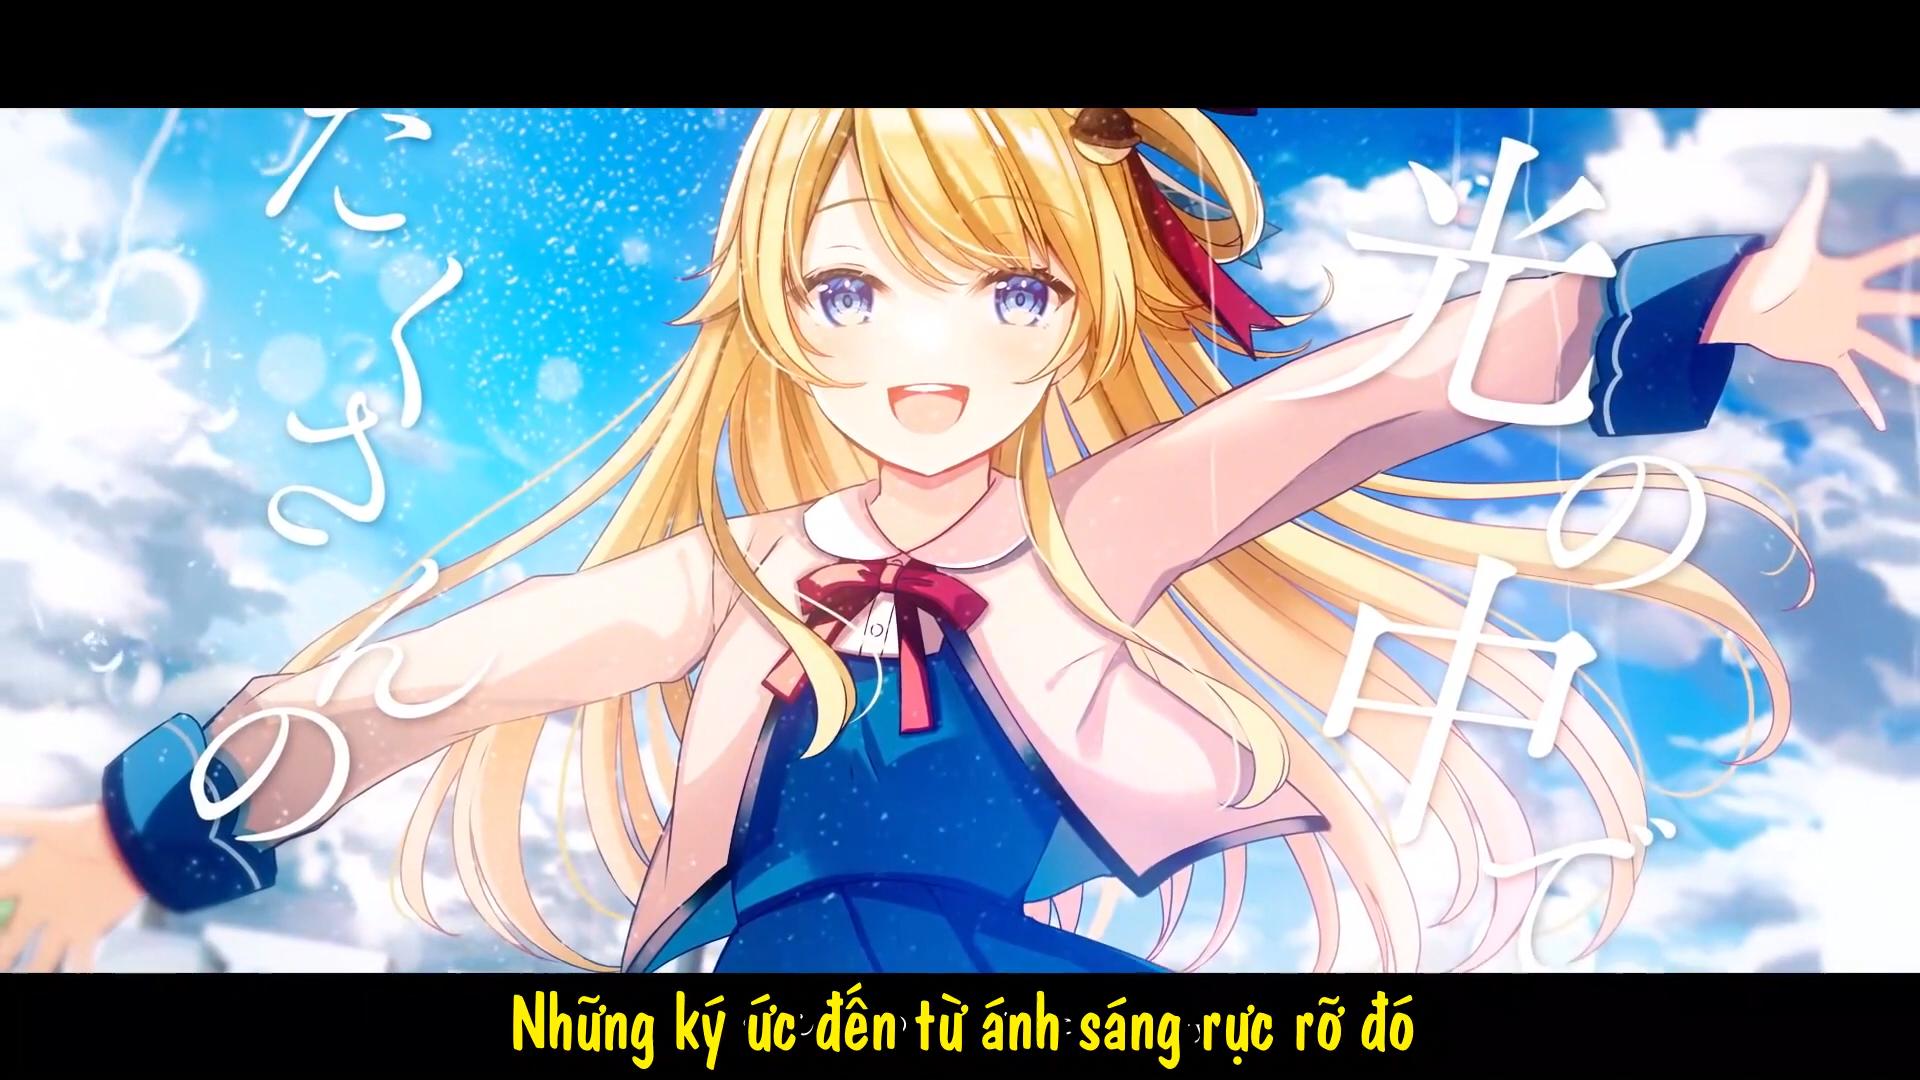 光の中で
たくさんの
Những ký ức đến từ ánh sáng rực rỡ đó